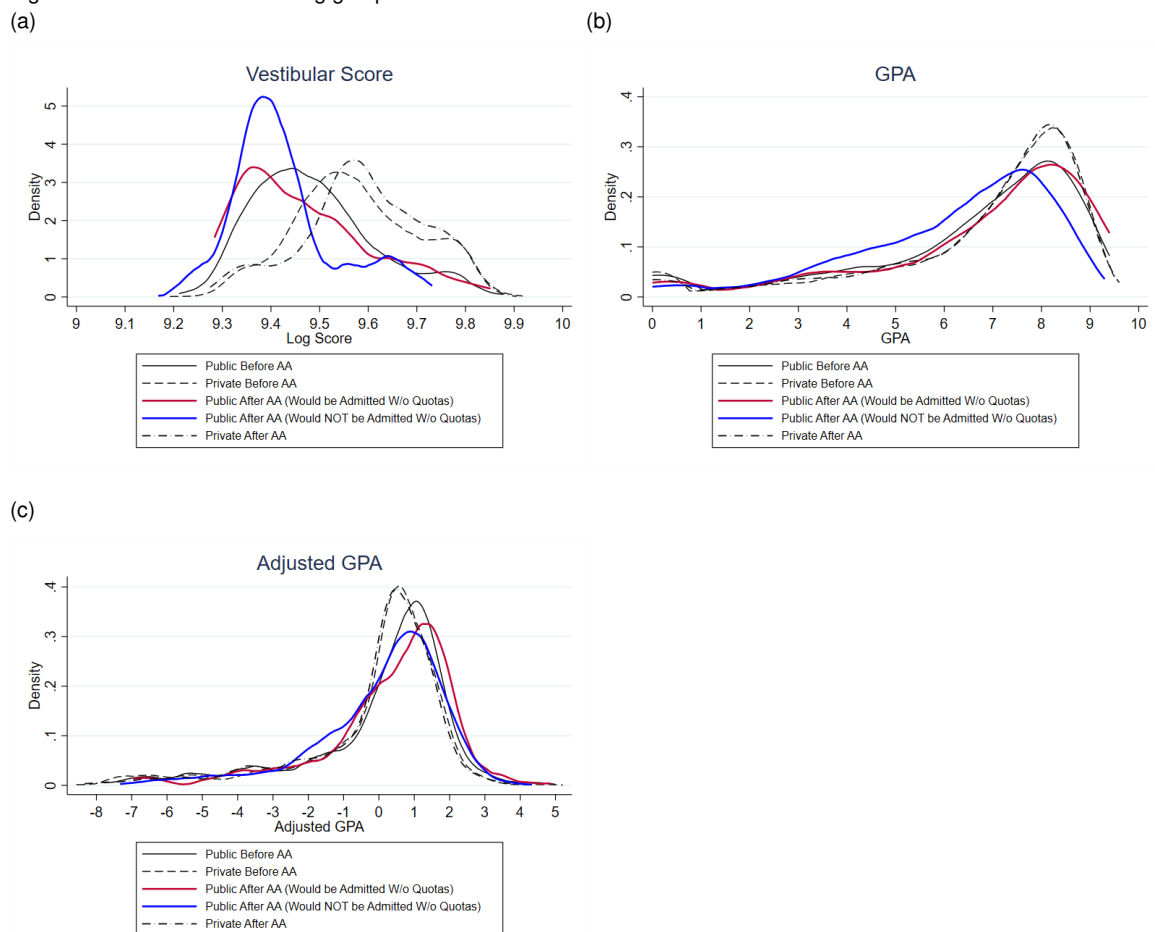 (a)
(b)
Vestibular Score
Density
0 1 2 3 4 5
9 9.1 9.2 9.3 9.4 9.5 9.6 9.7 9.8 9.9 10
Log Score
Public Before AA
Private Before AA
Public After AA (Would be Admitted W/o Quotas)
Public After AA (Would NOT be Admitted W/o Quotas)
Private After AA
GPA
Density
0 .1 .2 .3 .4
0 1 2 3 4 5 6 7 8 9 10
GPA
Public Before AA
Private Before AA
Public After AA (Would be Admitted W/o Quotas)
Public After AA (Would NOT be Admitted W/o Quotas)
Private After AA
(c)
Adjusted GPA
Density
0 .1 .2 .3 .4
-8 -7 -6 -5 -4 -3 -2 -1 0 1 2 3 4 5
Adjusted GPA
Public Before AA
Private Before AA
Public After AA (Would be Admitted W/o Quotas)
Public After AA (Would NOT be Admitted W/o Quotas)
Private After AA